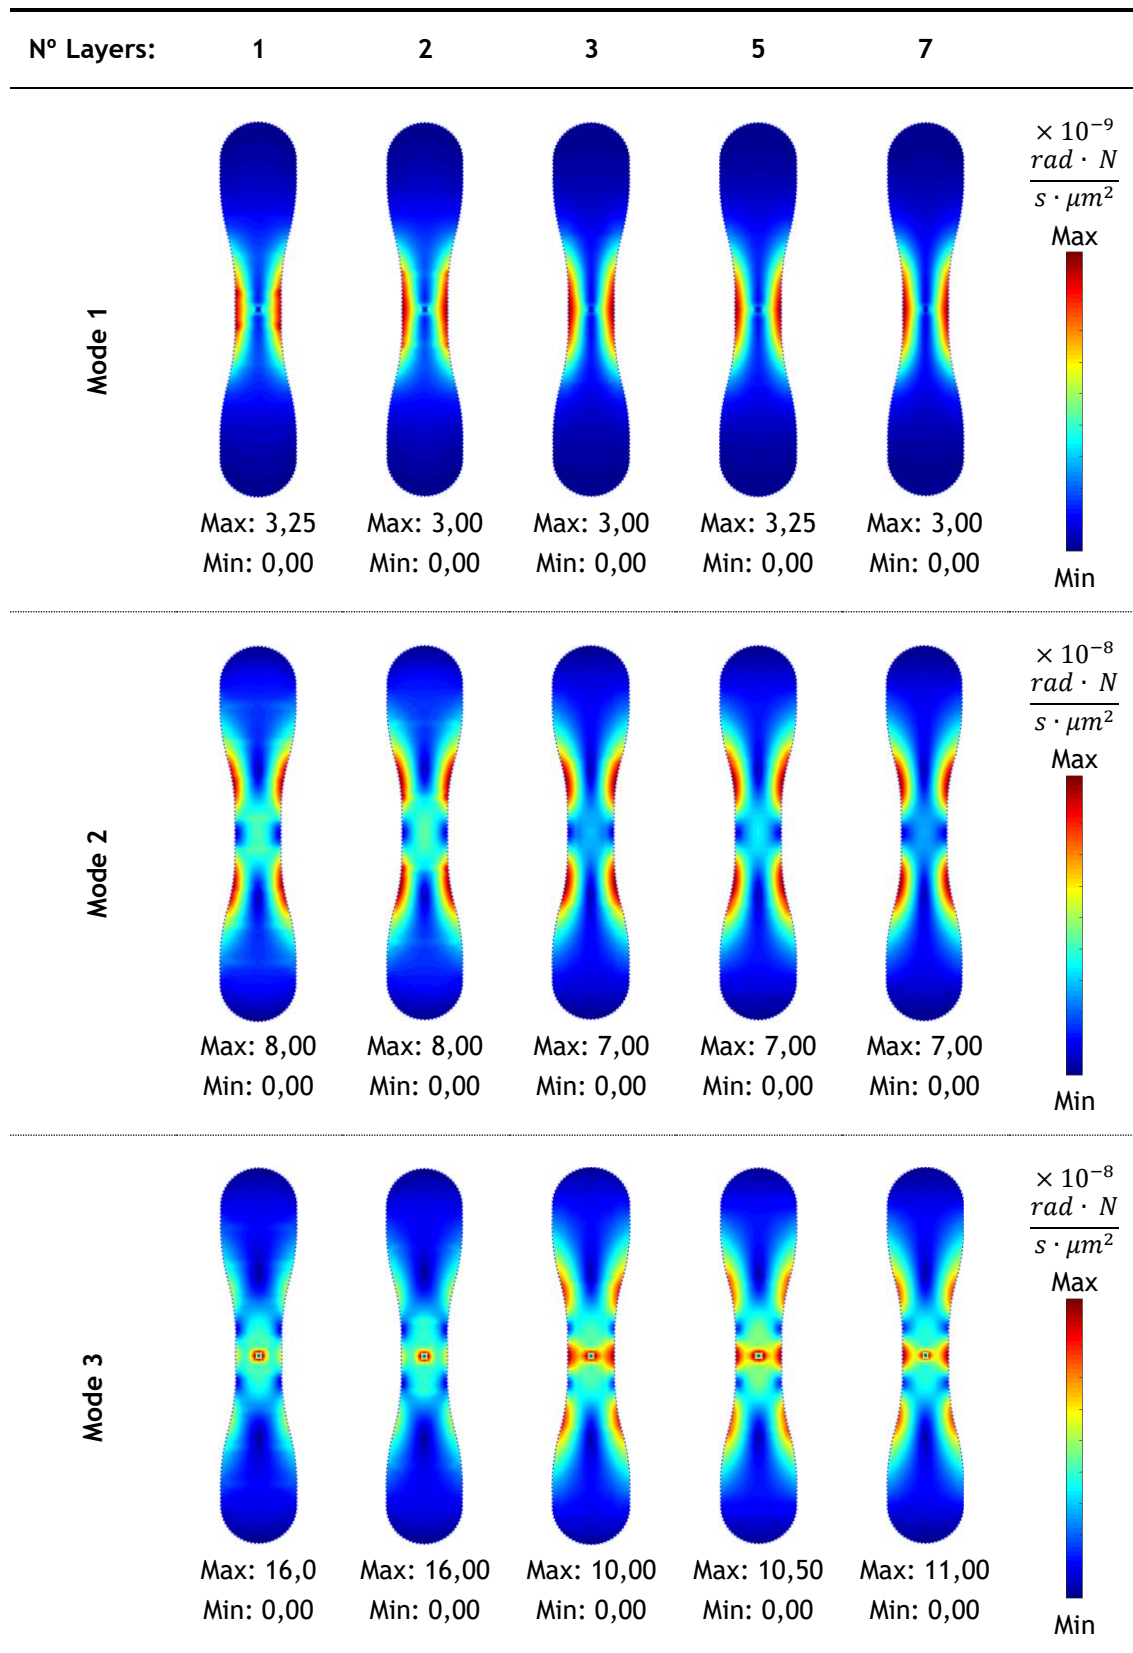 Nº Layers: 1 2 3 5 7
Mode 1
× 10⁻⁹
rad · N
s · μm²
Max
Min
Max: 3,25 Max: 3,00 Max: 3,00 Max: 3,25 Max: 3,00
Min: 0,00 Min: 0,00 Min: 0,00 Min: 0,00 Min: 0,00
Mode 2
× 10⁻⁸
rad · N
s · μm²
Max
Min
Max: 8,00 Max: 8,00 Max: 7,00 Max: 7,00 Max: 7,00
Min: 0,00 Min: 0,00 Min: 0,00 Min: 0,00 Min: 0,00
Mode 3
× 10⁻⁸
rad · N
s · μm²
Max
Min
Max: 16,0 Max: 16,00 Max: 10,00 Max: 10,50 Max: 11,00
Min: 0,00 Min: 0,00 Min: 0,00 Min: 0,00 Min: 0,00